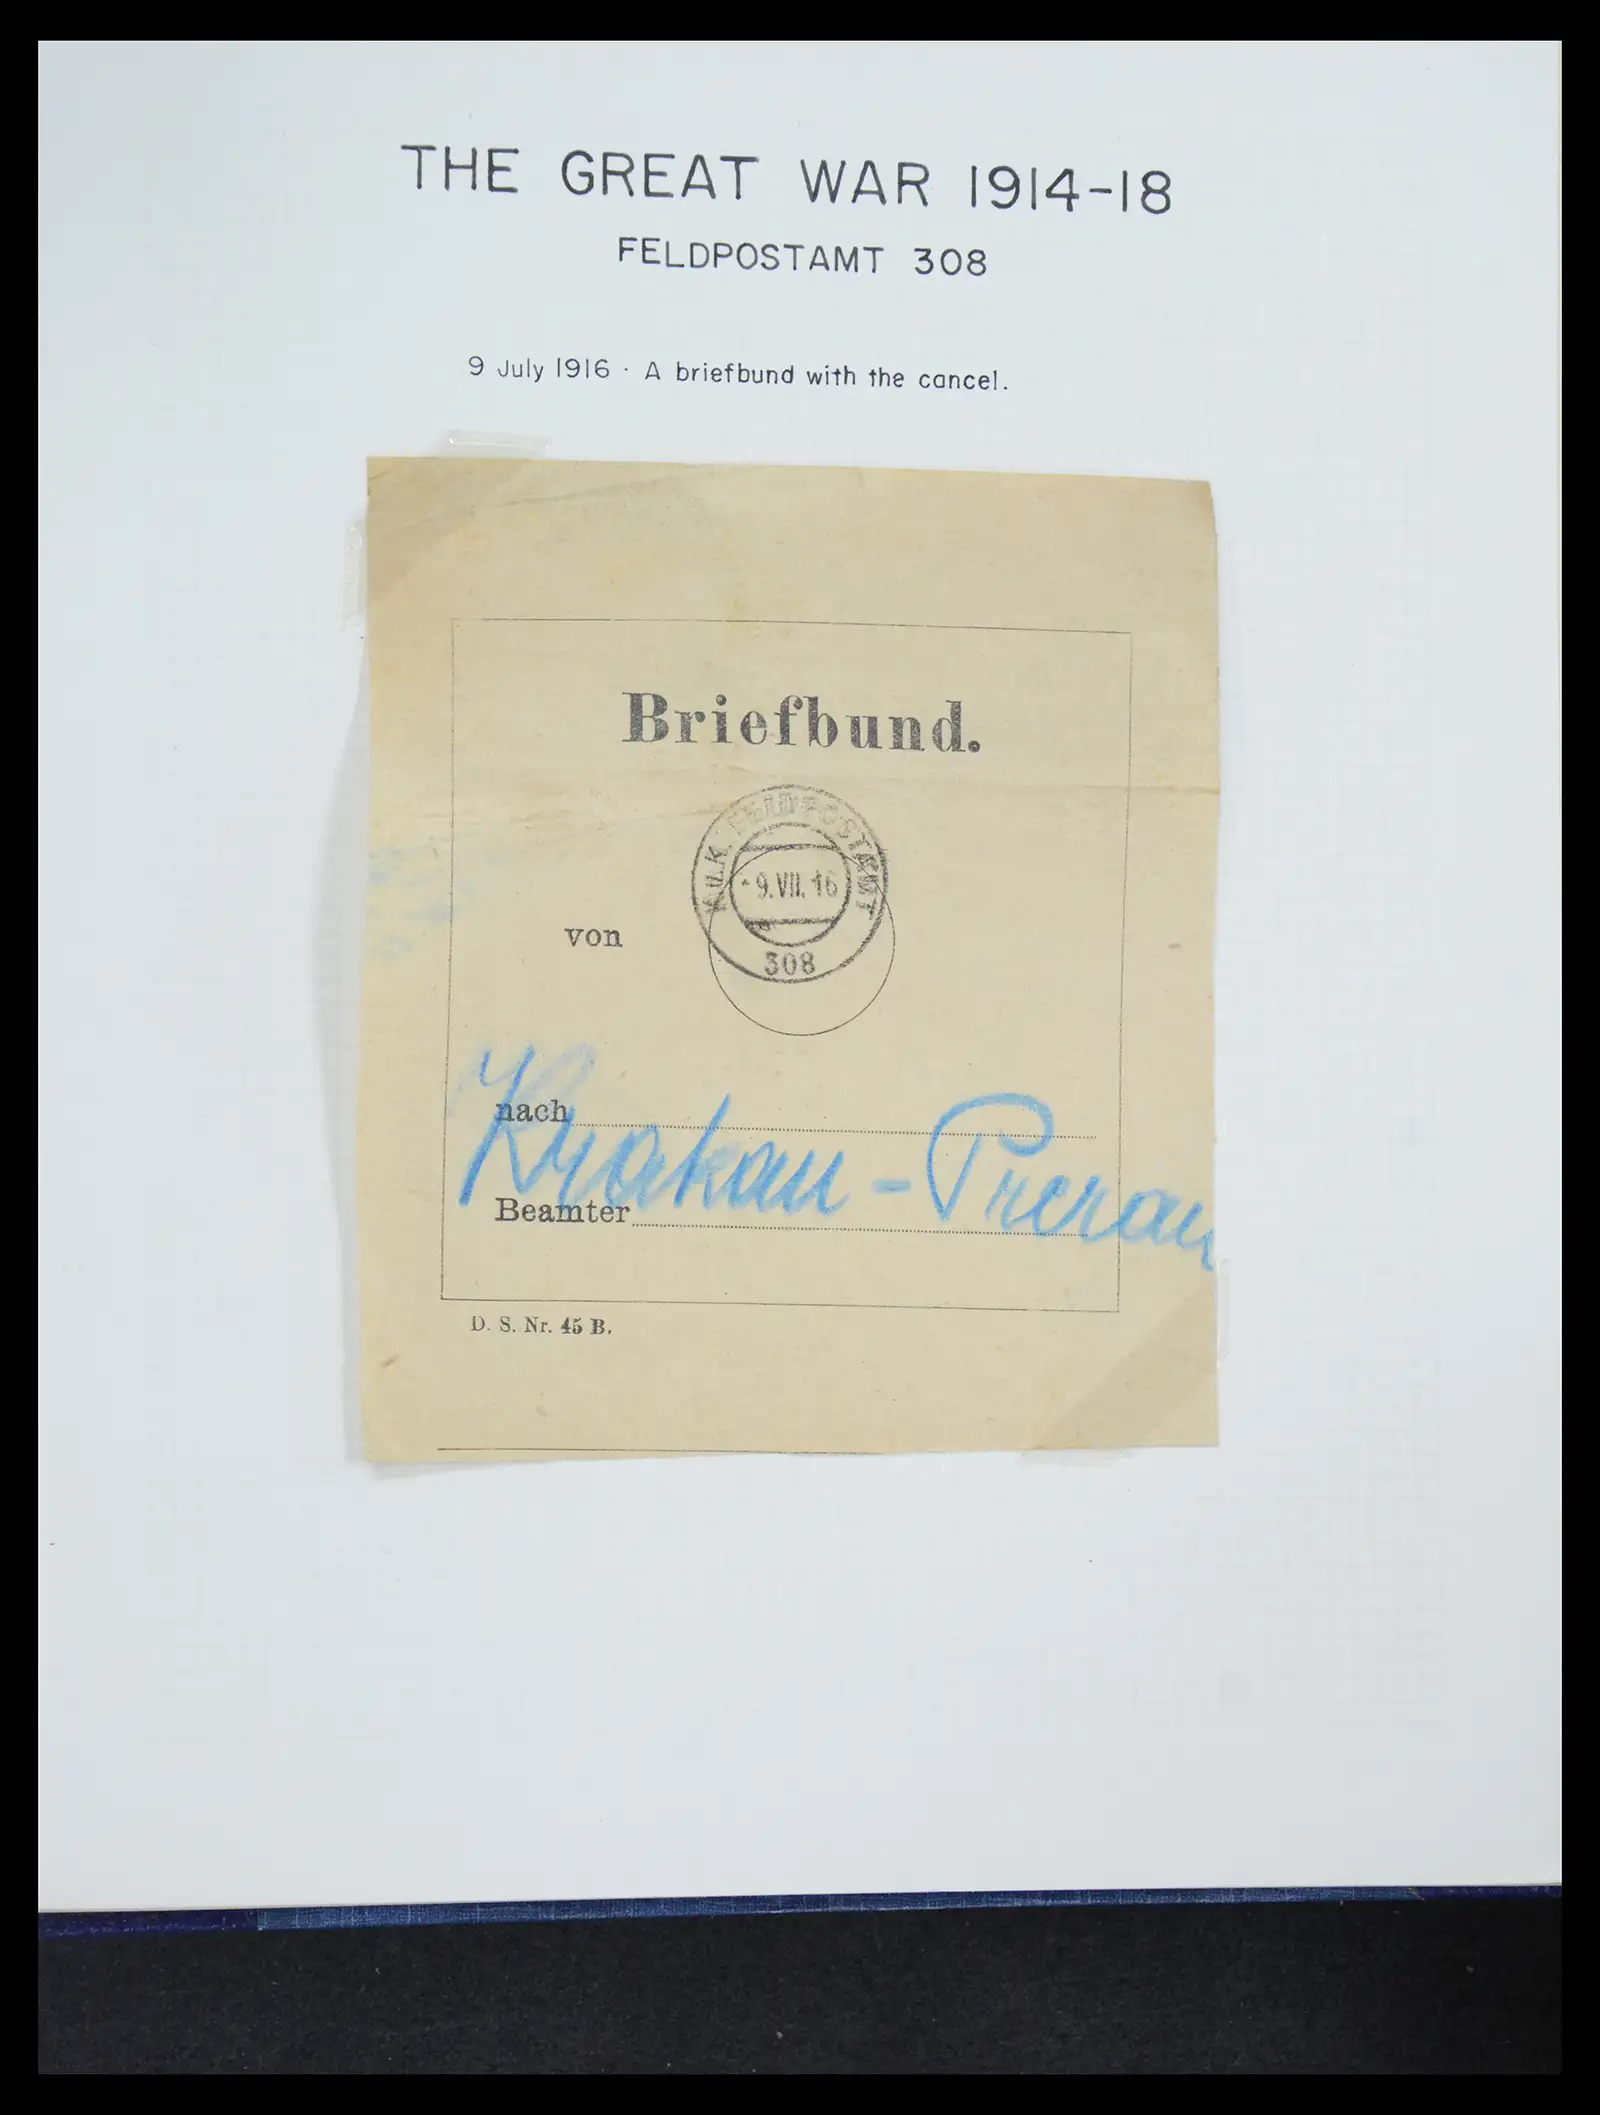 THE GREAT WAR 1914-18
FELDPOSTAMT 308
9 July 1916 · A briefbund with the cancel.
Briefbund.
K.u.K. FELDPOSTAMT
-9.VII.16
308
von
nach
Krakau - Prerau
Beamter
D. S. Nr. 45 B.